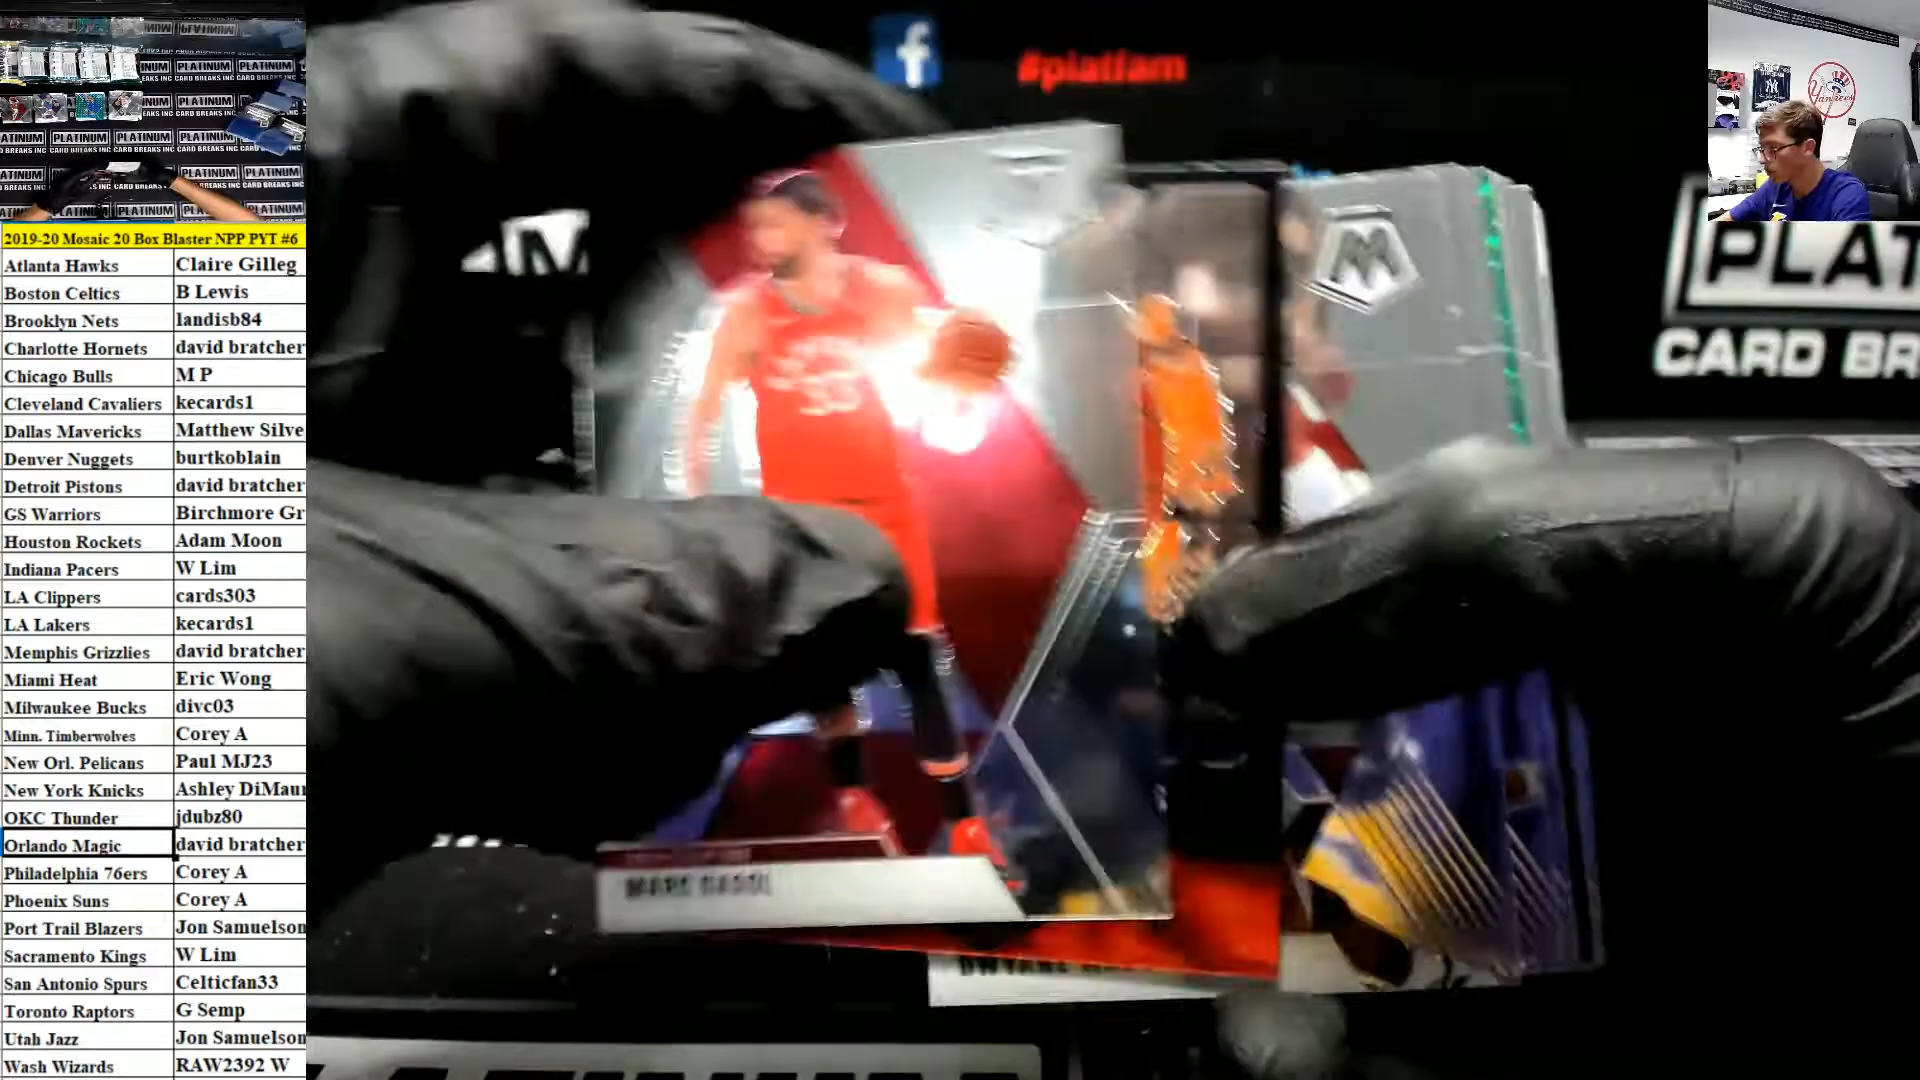 #platfam
PLATINUM
CARD BREAKS INC
2019-20 Mosaic 20 Box Blaster NPP PYT #6
Atlanta Hawks Claire Gilleg
Boston Celtics B Lewis
Brooklyn Nets landisb84
Charlotte Hornets david bratcher
Chicago Bulls M P
Cleveland Cavaliers kecards1
Dallas Mavericks Matthew Silve
Denver Nuggets burtkoblain
Detroit Pistons david bratcher
GS Warriors Birchmore Gr
Houston Rockets Adam Moon
Indiana Pacers W Lim
LA Clippers cards303
LA Lakers kecards1
Memphis Grizzlies david bratcher
Miami Heat Eric Wong
Milwaukee Bucks divc03
Minn. Timberwolves Corey A
New Orl. Pelicans Paul MJ23
New York Knicks Ashley DiMau
OKC Thunder jdubz80
Orlando Magic david bratcher
Philadelphia 76ers Corey A
Phoenix Suns Corey A
Port Trail Blazers Jon Samuelson
Sacramento Kings W Lim
San Antonio Spurs Celticfan33
Toronto Raptors G Semp
Utah Jazz Jon Samuelson
Wash Wizards RAW2392 W
MARC GASOL
DWYANE
PLAT
CARD BR
Yankees